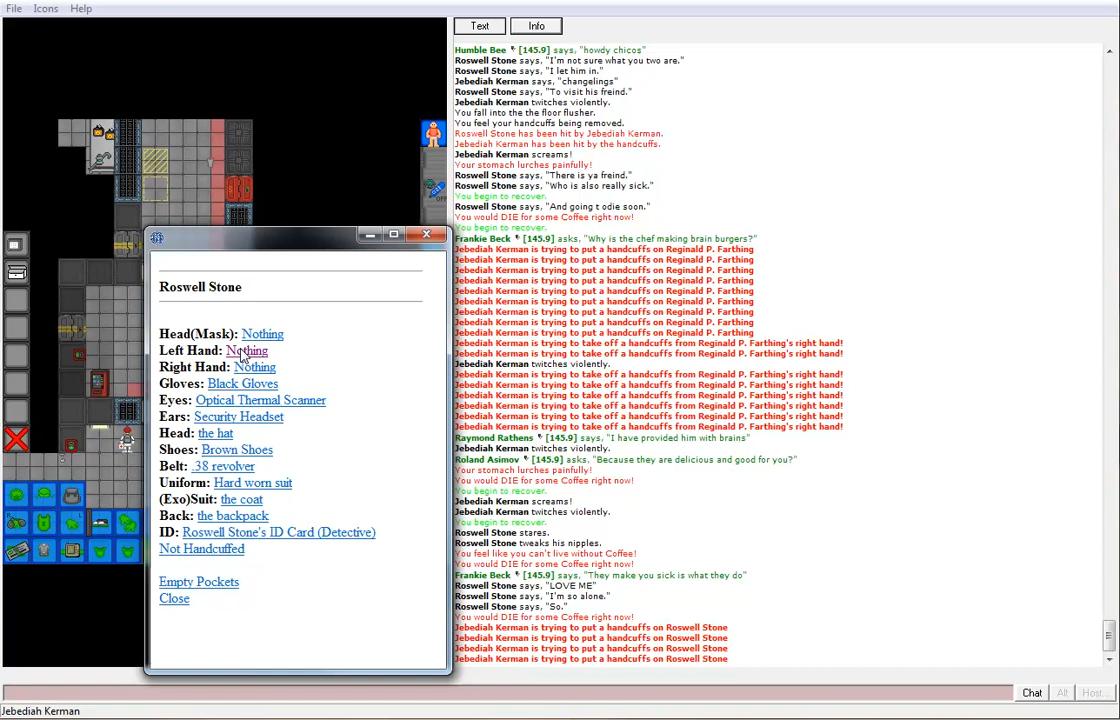 File Icons Help
Text Info
Humble Bee [145.9] says, "howdy chicos"
Roswell Stone says, "I'm not sure what you two are."
Roswell Stone says, "I let him in."
Jebediah Kerman says, "changelings"
Roswell Stone says, "To visit his freind."
Jebediah Kerman twitches violently.
You fall into the the floor flusher.
You feel your handcuffs being removed.
Roswell Stone has been hit by Jebediah Kerman.
Jebediah Kerman has been hit by the handcuffs.
Jebediah Kerman screams!
Your stomach lurches painfully!
Roswell Stone says, "There is ya freind."
Roswell Stone says, "Who is also really sick."
You begin to recover.
Roswell Stone says, "And going t odie soon."
You would DIE for some Coffee right now!
You begin to recover.
Frankie Beck [145.9] asks, "Why is the chef making brain burgers?"
Jebediah Kerman is trying to put a handcuffs on Reginald P. Farthing
Jebediah Kerman is trying to put a handcuffs on Reginald P. Farthing
Jebediah Kerman is trying to put a handcuffs on Reginald P. Farthing
Jebediah Kerman is trying to put a handcuffs on Reginald P. Farthing
Jebediah Kerman is trying to put a handcuffs on Reginald P. Farthing
Jebediah Kerman is trying to put a handcuffs on Reginald P. Farthing
Jebediah Kerman is trying to put a handcuffs on Reginald P. Farthing
Jebediah Kerman is trying to put a handcuffs on Reginald P. Farthing
Jebediah Kerman is trying to put a handcuffs on Reginald P. Farthing
Jebediah Kerman is trying to take off a handcuffs from Reginald P. Farthing's right hand!
Jebediah Kerman is trying to take off a handcuffs from Reginald P. Farthing's right hand!
Jebediah Kerman twitches violently.
Jebediah Kerman is trying to take off a handcuffs from Reginald P. Farthing's right hand!
Jebediah Kerman is trying to take off a handcuffs from Reginald P. Farthing's right hand!
Jebediah Kerman is trying to take off a handcuffs from Reginald P. Farthing's right hand!
Jebediah Kerman is trying to take off a handcuffs from Reginald P. Farthing's right hand!
Jebediah Kerman is trying to take off a handcuffs from Reginald P. Farthing's right hand!
Jebediah Kerman is trying to take off a handcuffs from Reginald P. Farthing's right hand!
Raymond Rathens [145.9] says, "I have provided him with brains"
Jebediah Kerman twitches violently.
Roland Asimov [145.9] asks, "Because they are delicious and good for you?"
Your stomach lurches painfully!
You would DIE for some Coffee right now!
You begin to recover.
Jebediah Kerman screams!
Jebediah Kerman twitches violently.
You begin to recover.
Roswell Stone stares.
Roswell Stone tweaks his nipples.
You feel like you can't live without Coffee!
You would DIE for some Coffee right now!
Frankie Beck [145.9] says, "They make you sick is what they do"
Roswell Stone says, "LOVE ME"
Roswell Stone says, "I'm so alone."
Roswell Stone says, "So."
You would DIE for some Coffee right now!
Jebediah Kerman is trying to put a handcuffs on Roswell Stone
Jebediah Kerman is trying to put a handcuffs on Roswell Stone
Jebediah Kerman is trying to put a handcuffs on Roswell Stone
Jebediah Kerman is trying to put a handcuffs on Roswell Stone
Roswell Stone
Head(Mask): Nothing
Left Hand: Nothing
Right Hand: Nothing
Gloves: Black Gloves
Eyes: Optical Thermal Scanner
Ears: Security Headset
Head: the hat
Shoes: Brown Shoes
Belt: .38 revolver
Uniform: Hard worn suit
(Exo)Suit: the coat
Back: the backpack
ID: Roswell Stone's ID Card (Detective)
Not Handcuffed
Empty Pockets
Close
OFF
Chat Alt Host...
Jebediah Kerman